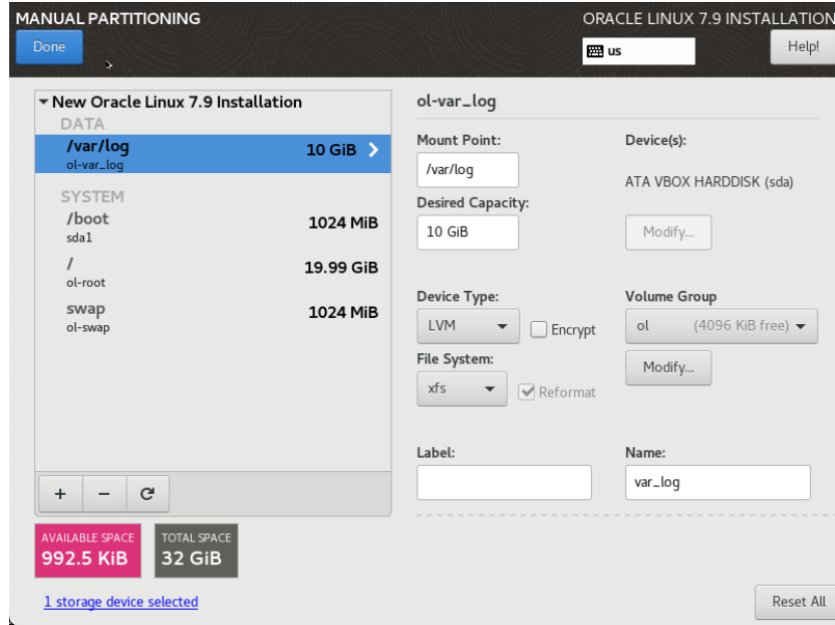 MANUAL PARTITIONING
ORACLE LINUX 7.9 INSTALLATION
Done
us
Help!
New Oracle Linux 7.9 Installation
DATA
/var/log
10 GiB
ol-var_log
SYSTEM
/boot
1024 MiB
sda1
/
19.99 GiB
ol-root
swap
1024 MiB
ol-swap
+ −
AVAILABLE SPACE
992.5 KiB
TOTAL SPACE
32 GiB
1 storage device selected
ol-var_log
Mount Point:
/var/log
Desired Capacity:
10 GiB
Device(s):
ATA VBOX HARDDISK (sda)
Modify...
Device Type:
LVM
Encrypt
Volume Group
ol (4096 KiB free)
Modify...
File System:
xfs
Reformat
Label:
Name:
var_log
Reset All